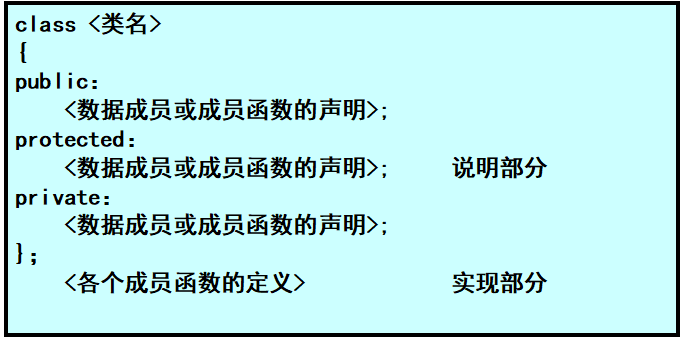 class <类名>
{
public:
<数据成员或成员函数的声明>;
protected:
<数据成员或成员函数的声明>; 说明部分
private:
<数据成员或成员函数的声明>;
};
<各个成员函数的定义> 实现部分